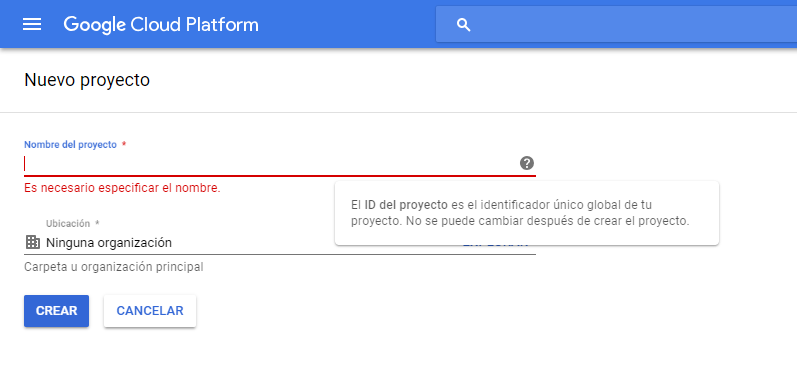 Google Cloud Platform
Nuevo proyecto
Nombre del proyecto *
Es necesario especificar el nombre.
El ID del proyecto es el identificador único global de tu
proyecto. No se puede cambiar después de crear el proyecto.
Ubicación *
Ninguna organización
Carpeta u organización principal
CREAR
CANCELAR